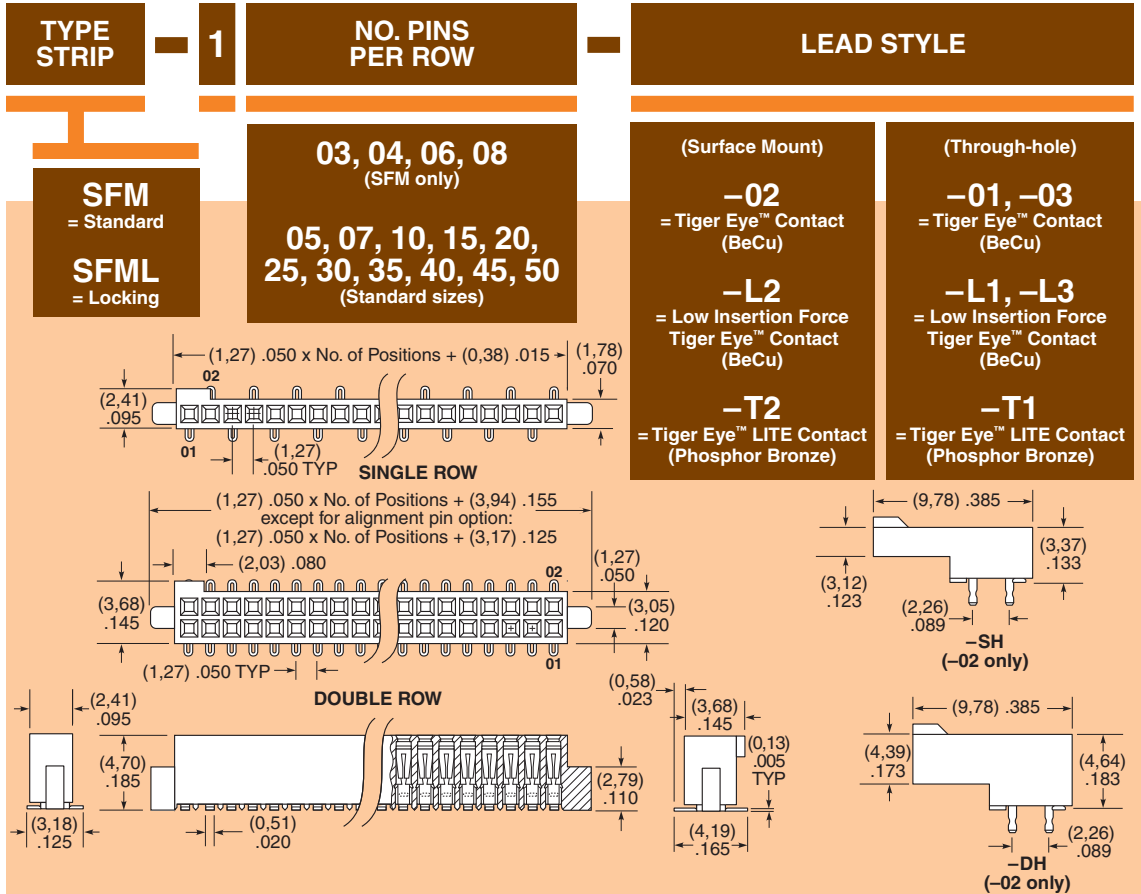 TYPE
STRIP
1
NO. PINS
PER ROW
LEAD STYLE
SFM
= Standard
SFML
= Locking
03, 04, 06, 08
(SFM only)
05, 07, 10, 15, 20,
25, 30, 35, 40, 45, 50
(Standard sizes)
(Surface Mount)
–02
= Tiger Eye™ Contact
(BeCu)
–L2
= Low Insertion Force
Tiger Eye™ Contact
(BeCu)
–T2
= Tiger Eye™ LITE Contact
(Phosphor Bronze)
(Through-hole)
–01, –03
= Tiger Eye™ Contact
(BeCu)
–L1, –L3
= Low Insertion Force
Tiger Eye™ Contact
(BeCu)
–T1
= Tiger Eye™ LITE Contact
(Phosphor Bronze)
(1,27) .050 x No. of Positions + (0,38) .015
(1,78)
.070
02
(2,41)
.095
01
(1,27)
.050 TYP
SINGLE ROW
(1,27) .050 x No. of Positions + (3,94) .155
except for alignment pin option:
(1,27) .050 x No. of Positions + (3,17) .125
(2,03) .080
(1,27)
.050
02
(3,68)
.145
(3,05)
.120
01
(1,27) .050 TYP
DOUBLE ROW
(9,78) .385
(3,12)
.123
(3,37)
.133
(2,26)
.089
–SH
(–02 only)
(2,41)
.095
(4,70)
.185
(3,18)
.125
(0,51)
.020
(2,79)
.110
(0,58)
.023
(3,68)
.145
(0,13)
.005
TYP
(4,19)
.165
(9,78) .385
(4,39)
.173
(4,64)
.183
(2,26)
.089
–DH
(–02 only)